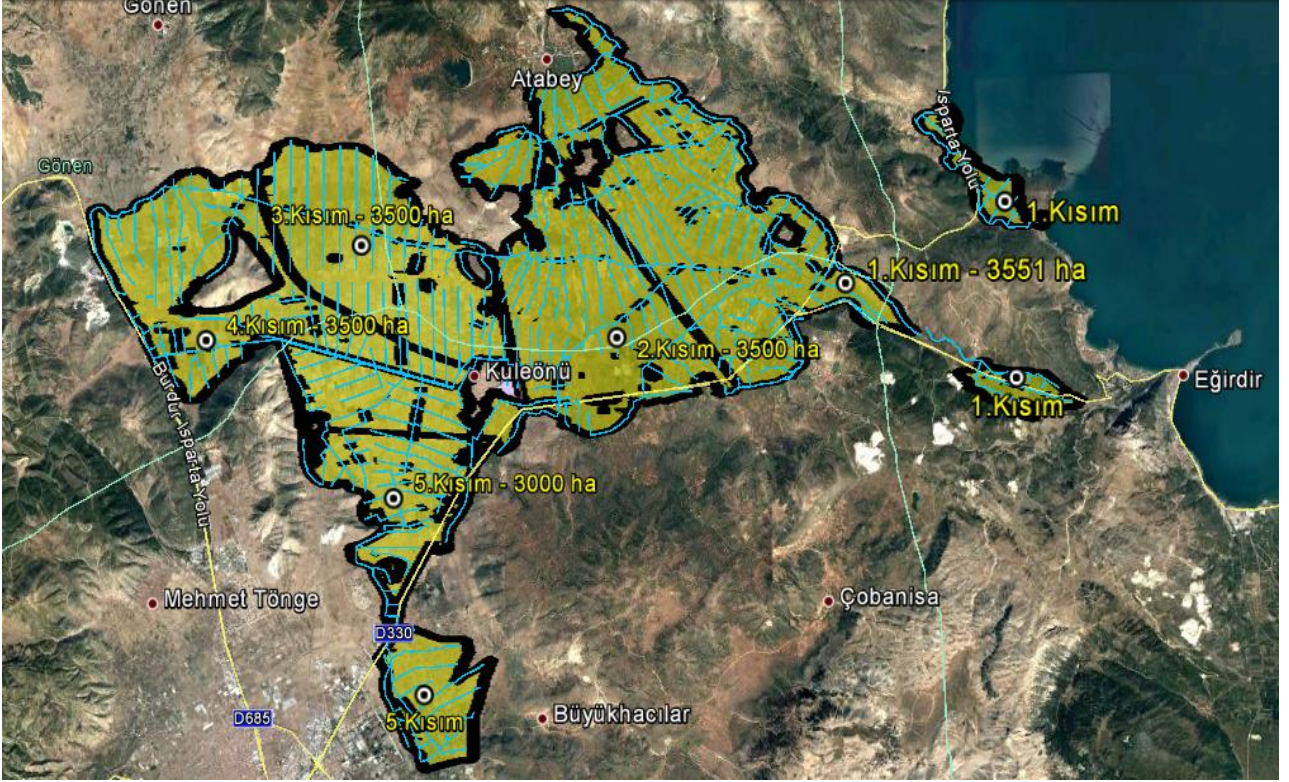 Gönen
Atabey
Isparta Yolu
Gönen
1.Kısım
3.Kısım - 3500 ha
1.Kısım - 3551 ha
4.Kısım - 3500 ha
2.Kısım - 3500 ha
Kuleönü
Eğirdir
1.Kısım
Burdur Isparta Yolu
5.Kısım - 3000 ha
Mehmet Tönge
Çobanisa
D330
5.Kısım
Büyükhacılar
D685